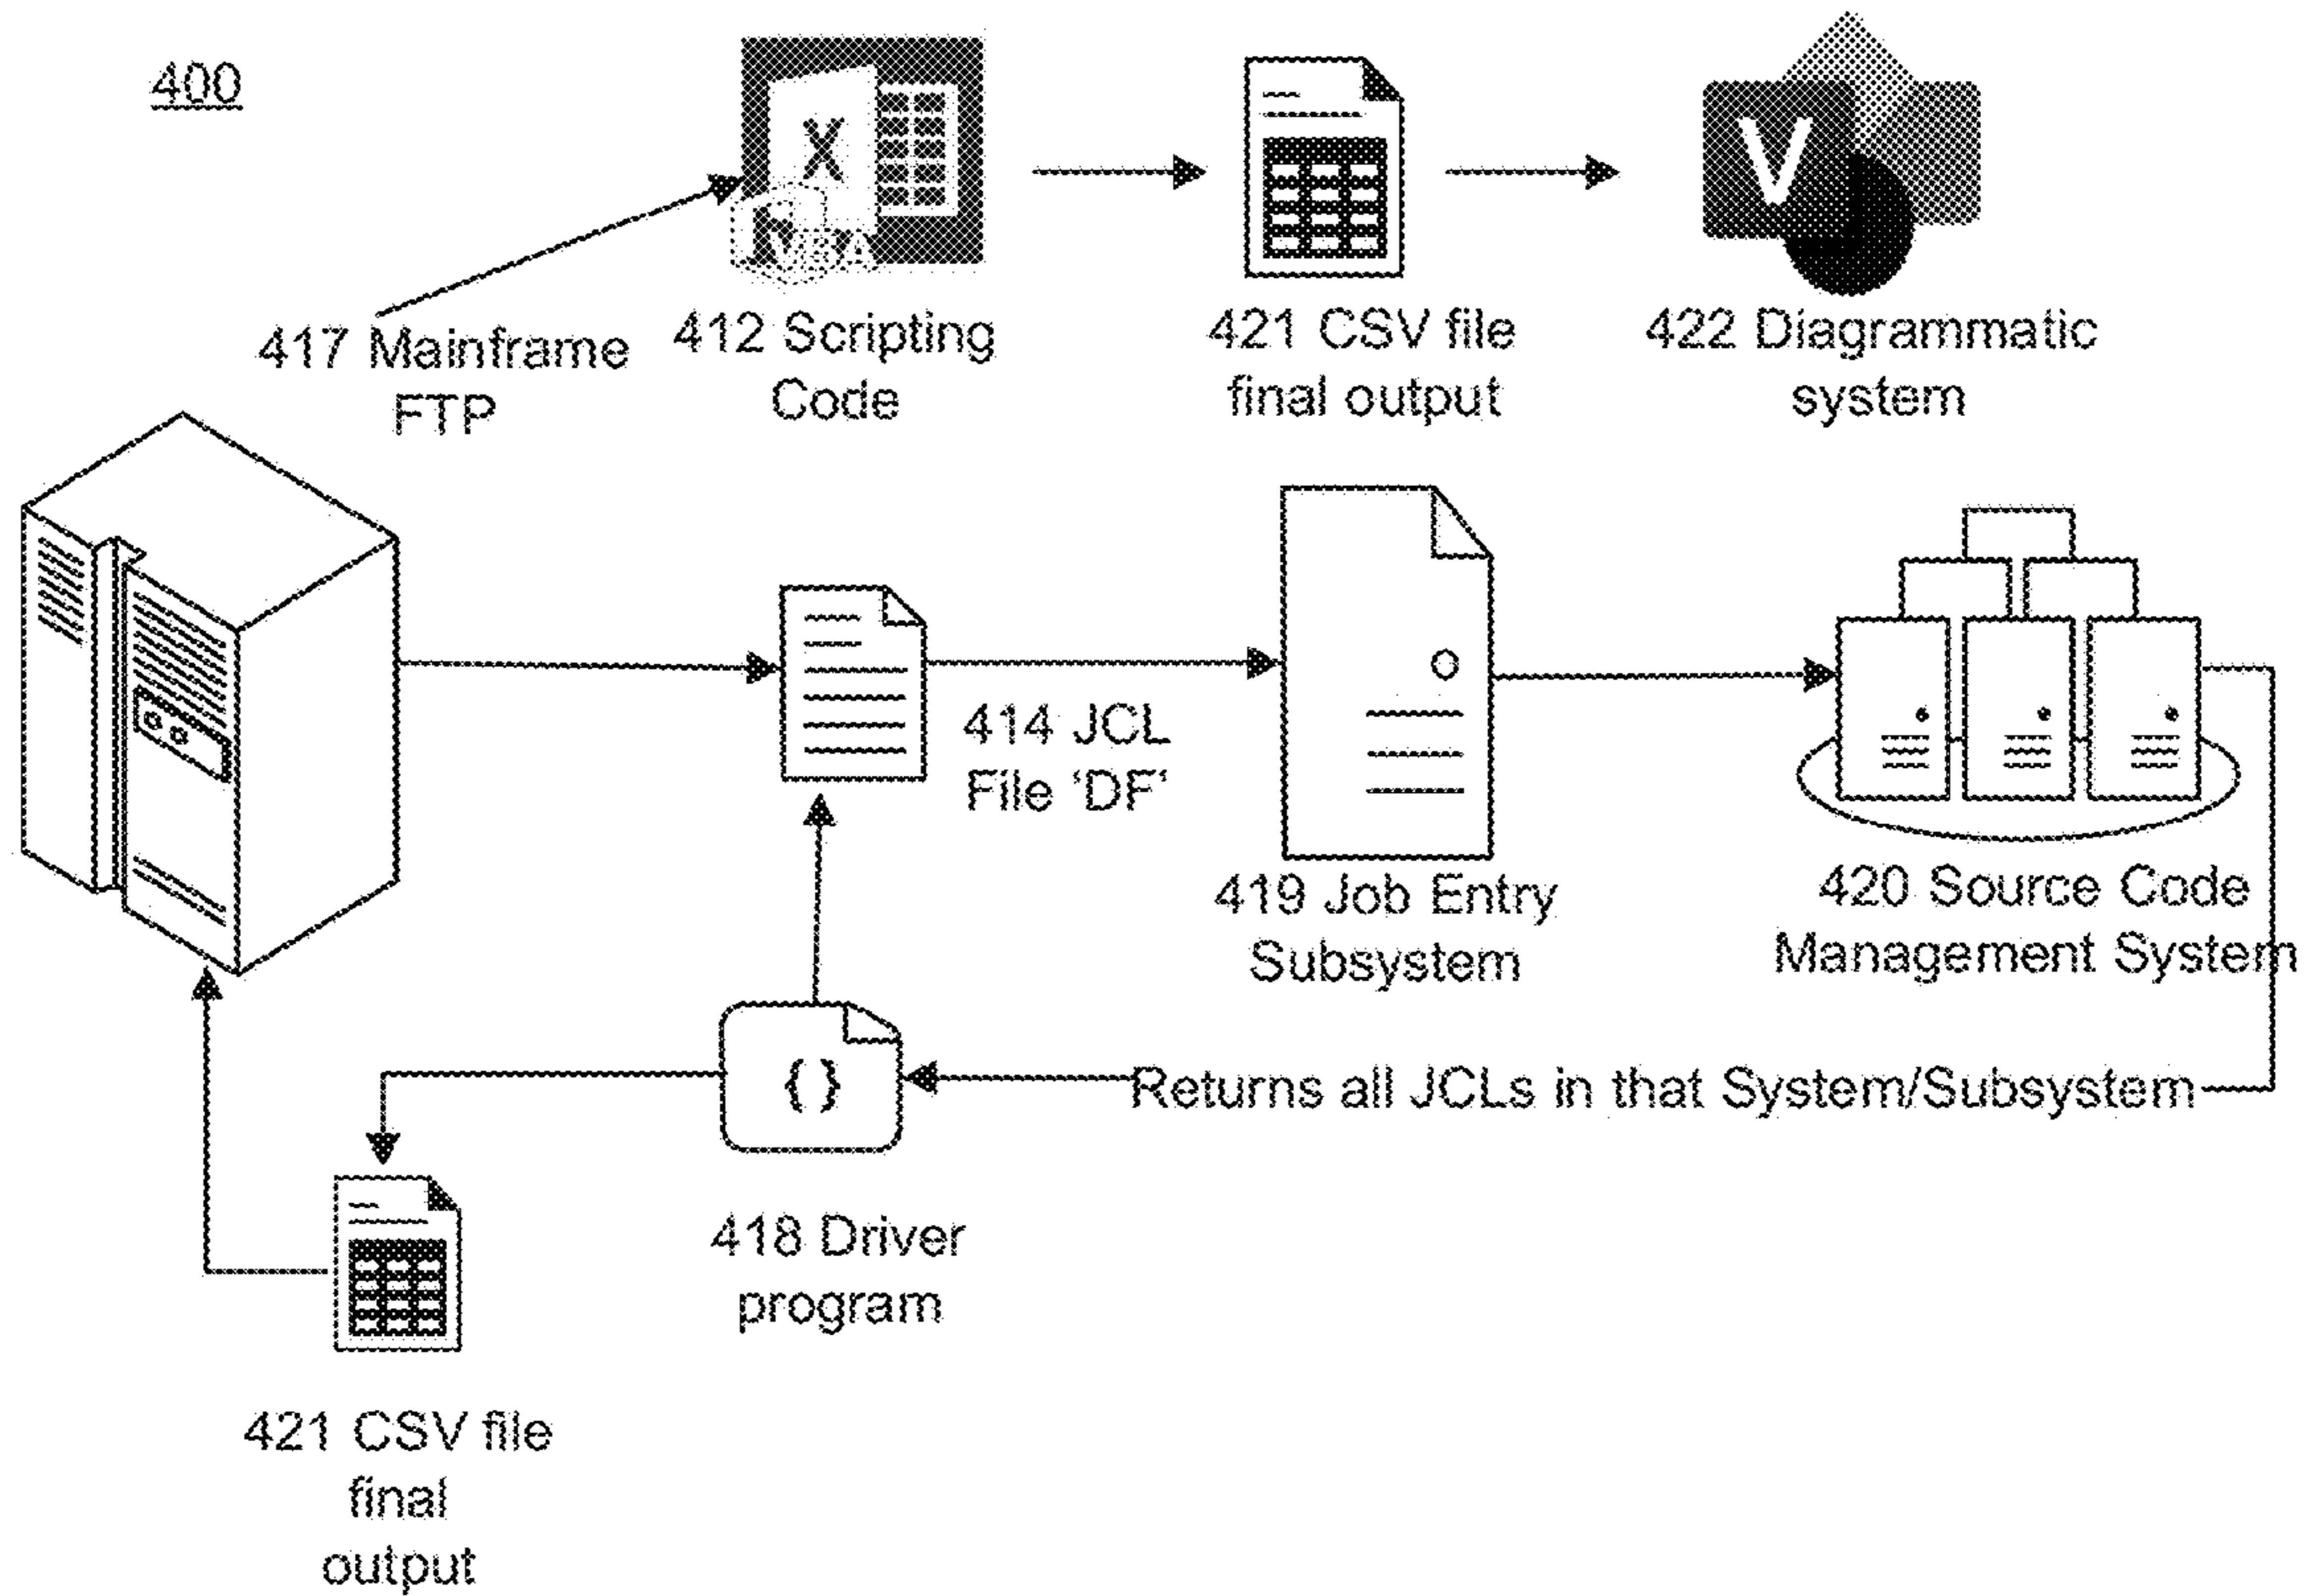 400
X
VBA
V
417 Mainframe
FTP
412 Scripting
Code
421 CSV file
final output
422 Diagrammatic
system
414 JCL
File ‘DF‘
419 Job Entry
Subsystem
420 Source Code
Management System
{ }
Returns all JCLs in that System/Subsystem
418 Driver
program
421 CSV file
final
output